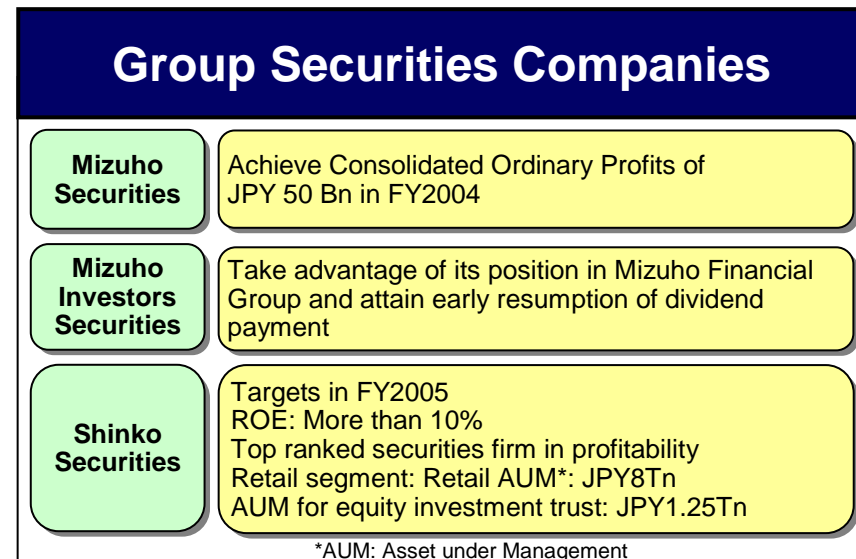 Group Securities Companies
Mizuho
Securities
Achieve Consolidated Ordinary Profits of
JPY 50 Bn in FY2004
Mizuho
Investors
Securities
Take advantage of its position in Mizuho Financial
Group and attain early resumption of dividend
payment
Shinko
Securities
Targets in FY2005
ROE: More than 10%
Top ranked securities firm in profitability
Retail segment: Retail AUM*: JPY8Tn
AUM for equity investment trust: JPY1.25Tn
*AUM: Asset under Management